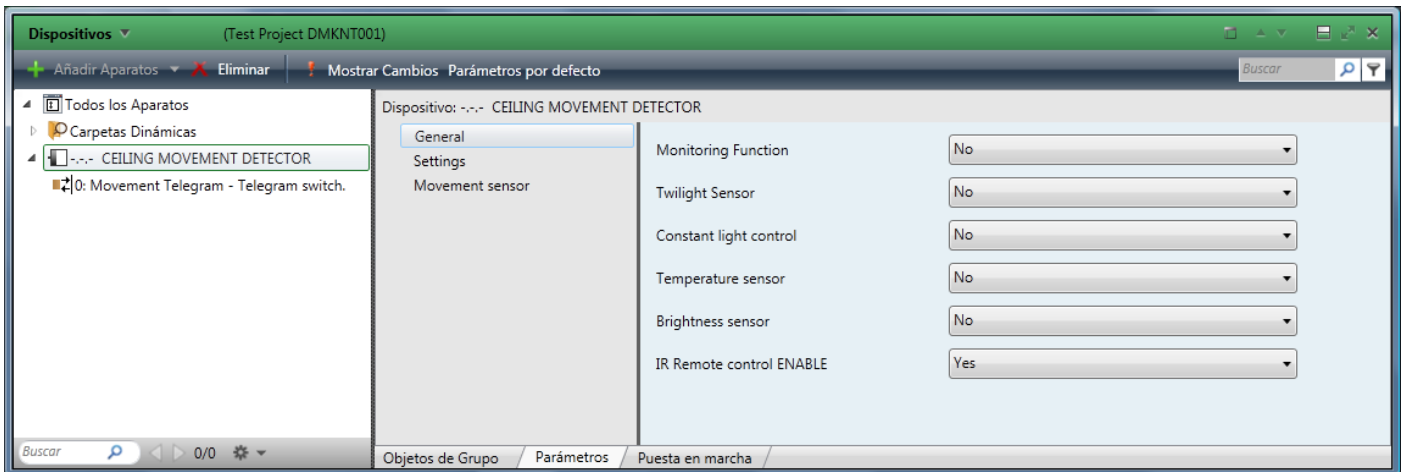 Dispositivos (Test Project DMKNT001)
Añadir Aparatos Eliminar Mostrar Cambios Parámetros por defecto Buscar
Todos los Aparatos
Carpetas Dinámicas
-.-.- CEILING MOVEMENT DETECTOR
0: Movement Telegram - Telegram switch.
Buscar 0/0
Dispositivo: -.-.- CEILING MOVEMENT DETECTOR
General
Settings
Movement sensor
Monitoring Function No
Twilight Sensor No
Constant light control No
Temperature sensor No
Brightness sensor No
IR Remote control ENABLE Yes
Objetos de Grupo Parámetros Puesta en marcha